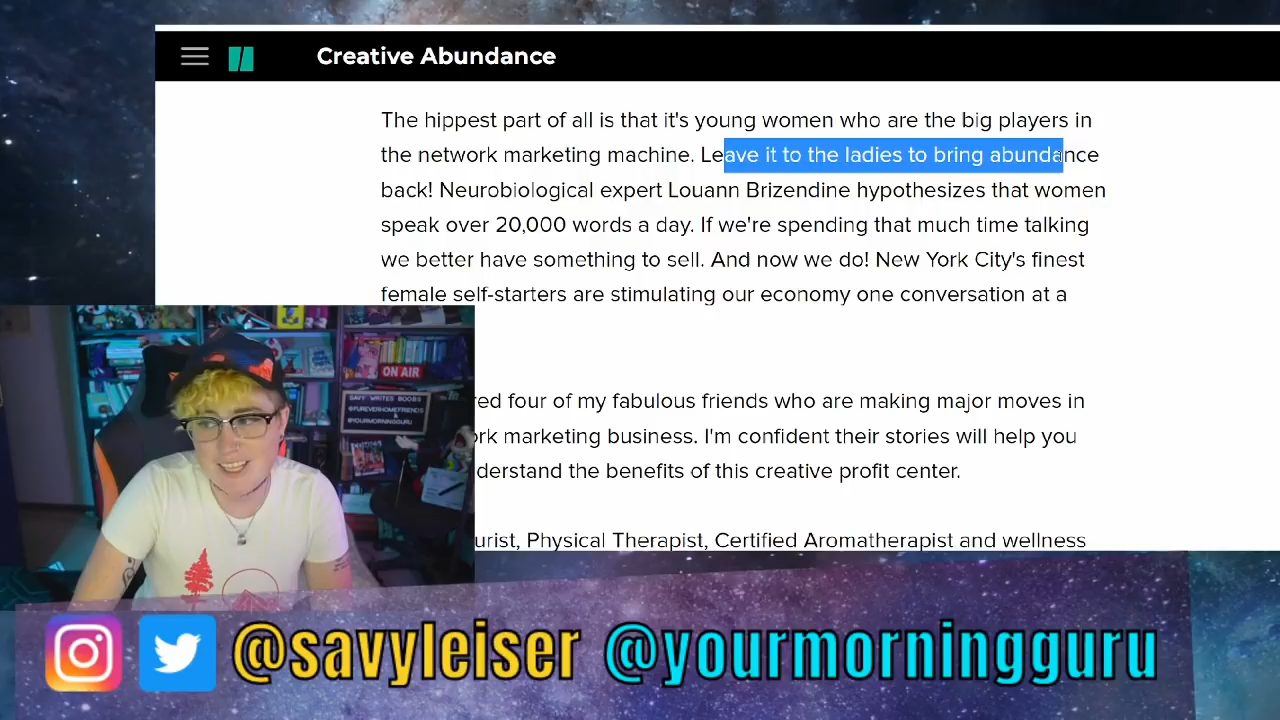 Creative Abundance
The hippest part of all is that it's young women who are the big players in
the network marketing machine. Leave it to the ladies to bring abundance
back! Neurobiological expert Louann Brizendine hypothesizes that women
speak over 20,000 words a day. If we're spending that much time talking
we better have something to sell. And now we do! New York City's finest
female self-starters are stimulating our economy one conversation at a
four of my fabulous friends who are making major moves in
marketing business. I'm confident their stories will help you
the benefits of this creative profit center.
Physical Therapist, Certified Aromatherapist and wellness
ON AIR
SAVY WRITES BOOBS
@FUREVERHOMEFRIENDS
@YOURMORNINGGURU
@savyleiser @yourmorningguru